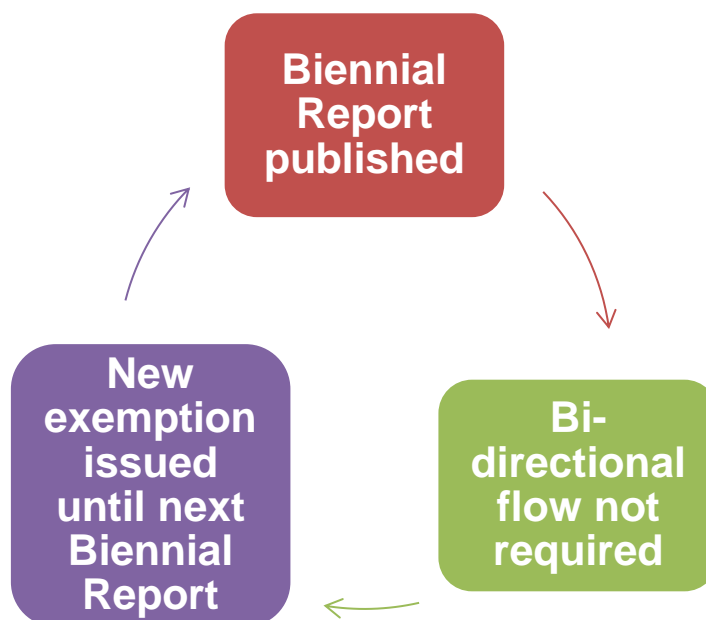 Biennial
Report
published
New
exemption
issued
until next
Biennial
Report
Bi-
directional
flow not
required